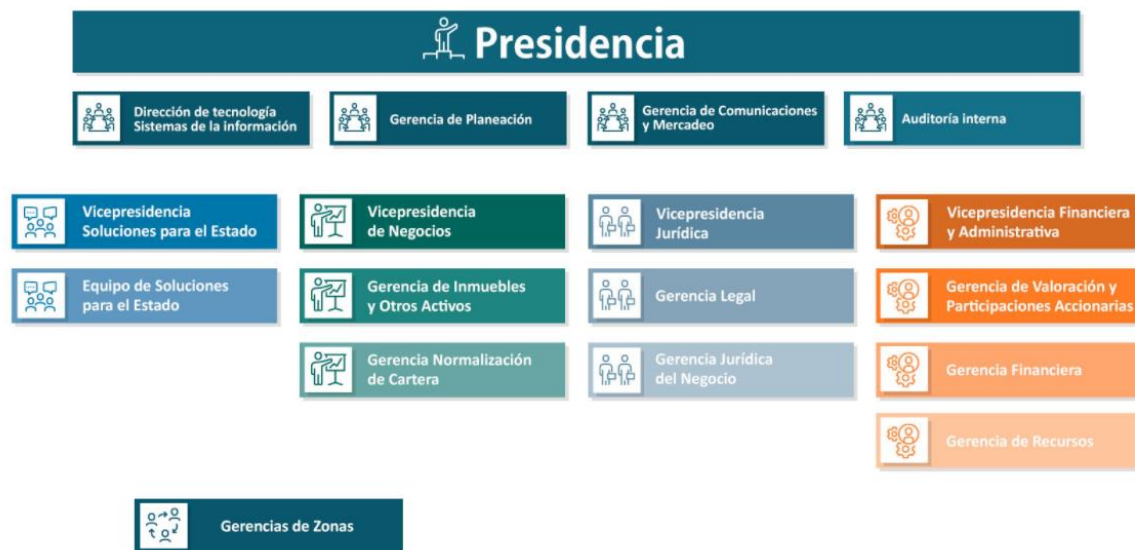 Presidencia
Dirección de tecnología
Sistemas de la información
Gerencia de Planeación
Gerencia de Comunicaciones
y Mercadeo
Auditoría interna
Vicepresidencia
Soluciones para el Estado
Equipo de Soluciones
para el Estado
Vicepresidencia
de Negocios
Gerencia de Inmuebles
y Otros Activos
Gerencia Normalización
de Cartera
Vicepresidencia
Jurídica
Gerencia Legal
Gerencia Jurídica
del Negocio
Vicepresidencia Financiera
y Administrativa
Gerencia de Valoración y
Participaciones Accionarias
Gerencia Financiera
Gerencia de Recursos
Gerencias de Zonas